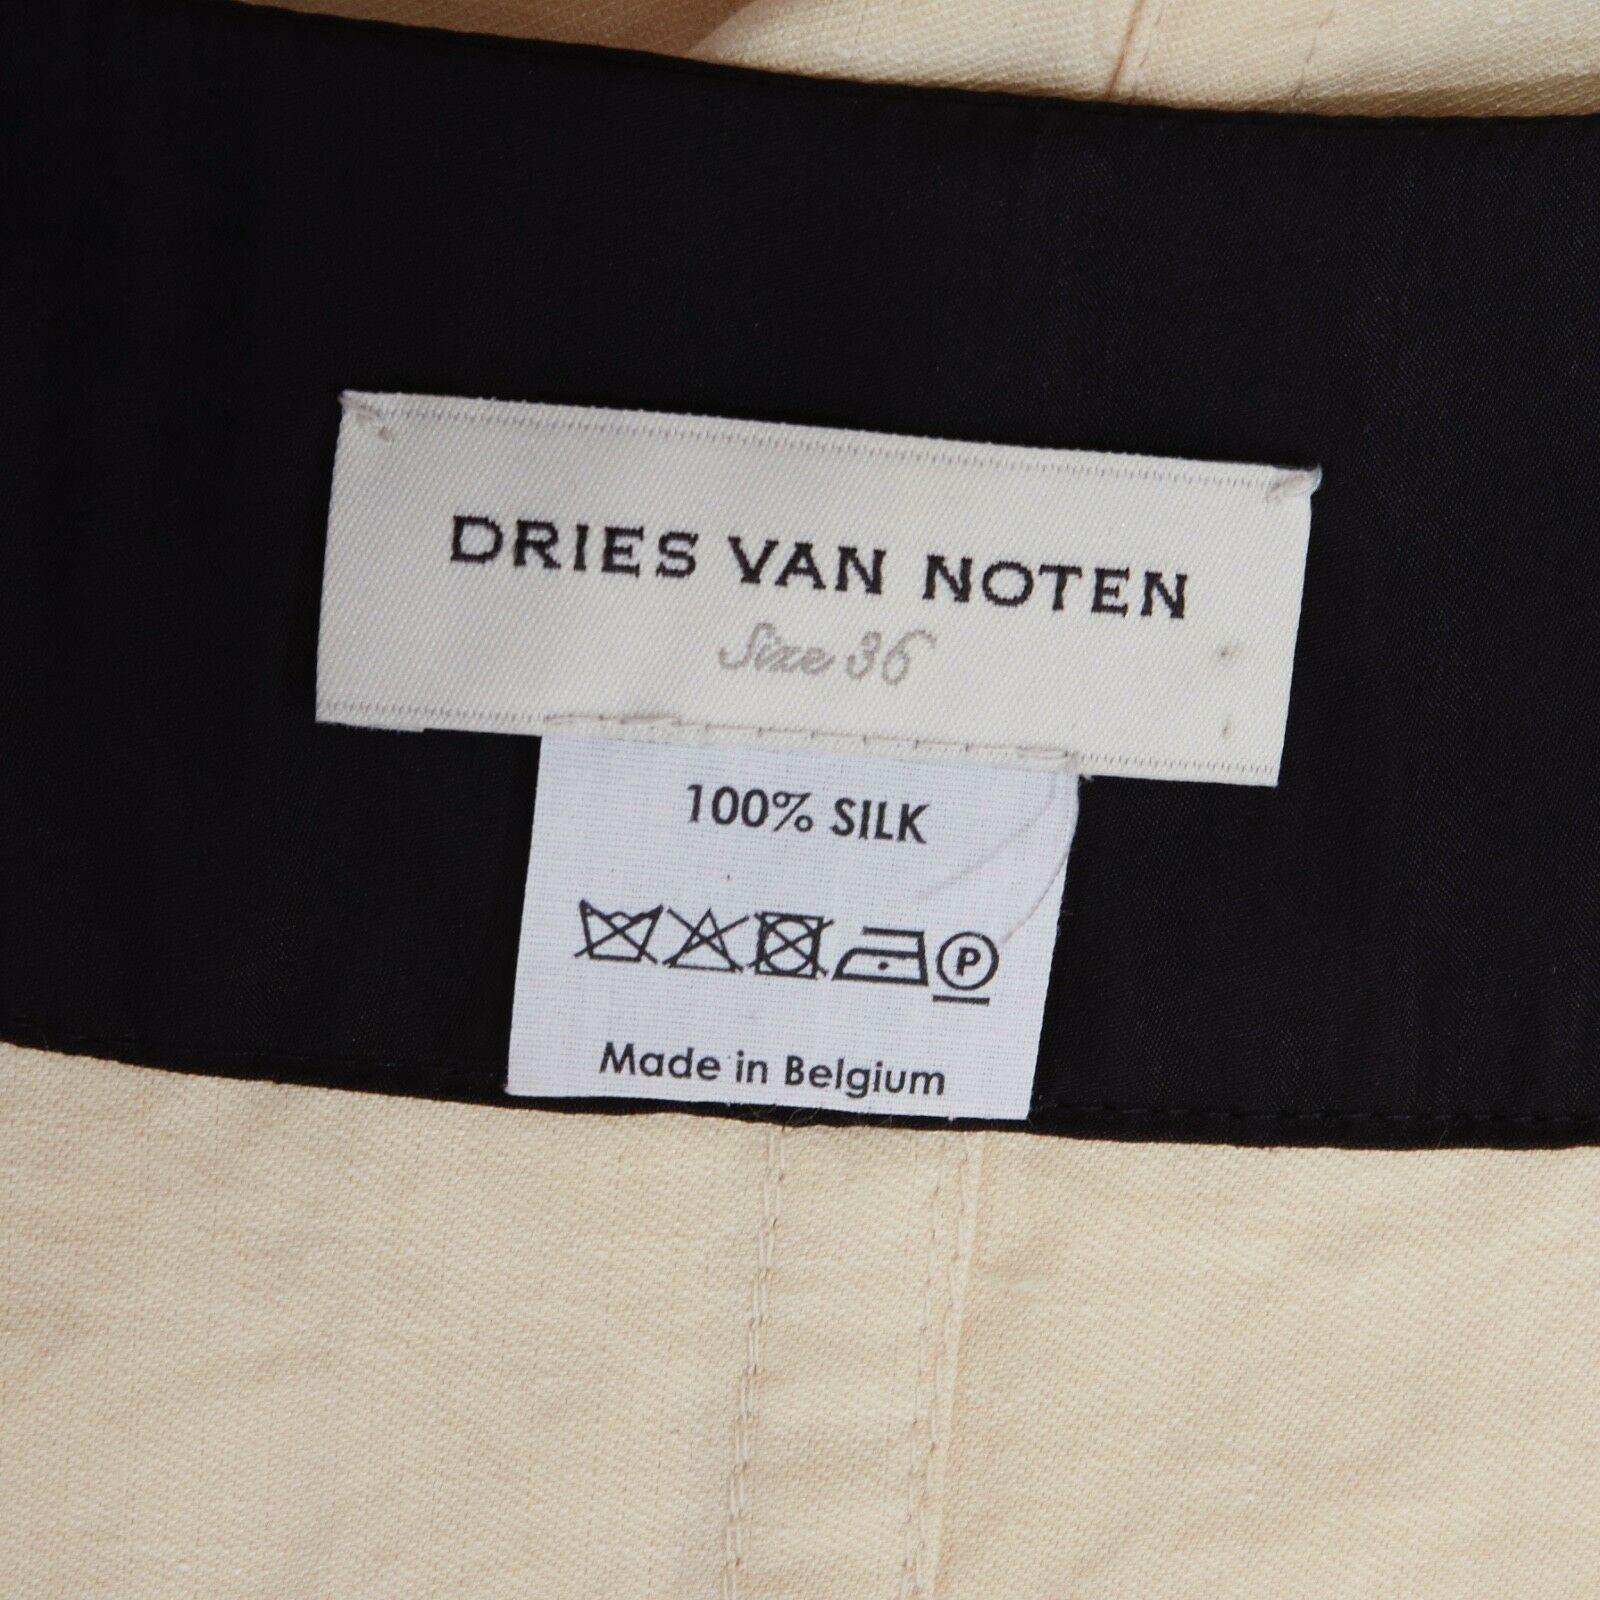 DRIES VAN NOTEN
Size 36
100% SILK
P
Made in Belgium